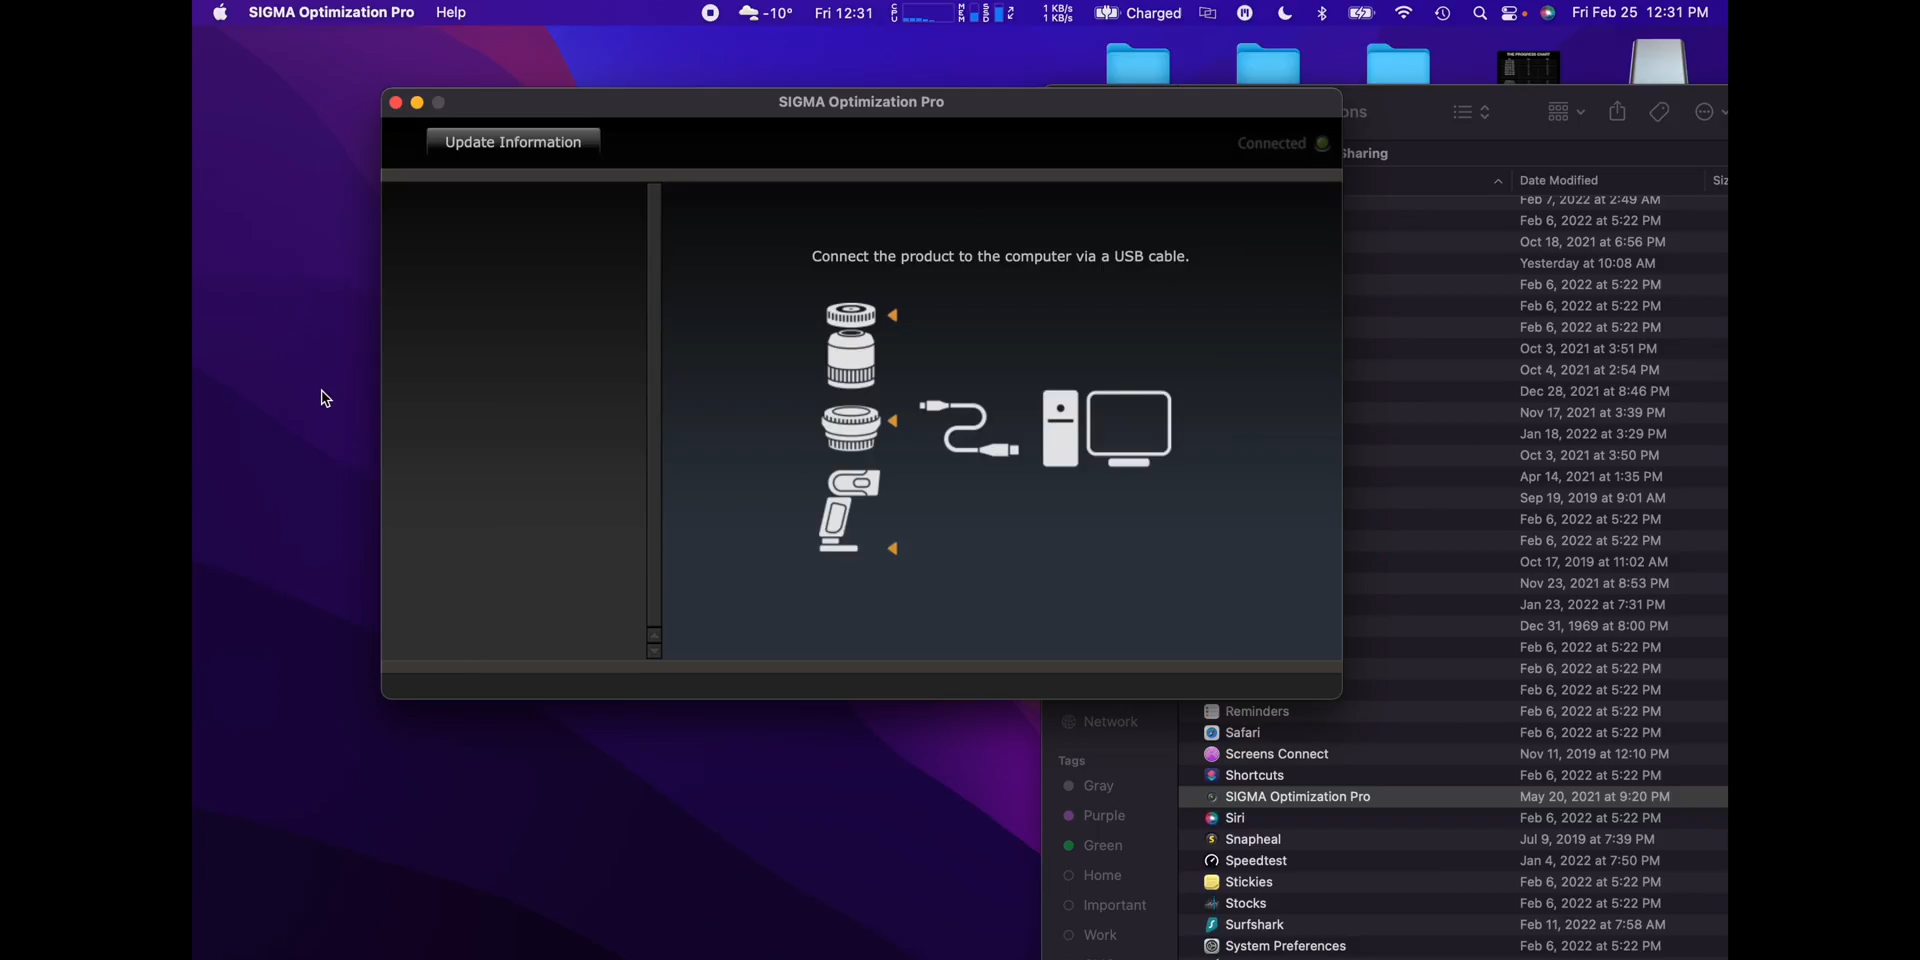 SIGMA Optimization Pro Help -10° Fri 12:31 CPU MEM SSD 1 KB/s 1 KB/s Charged Fri Feb 25 12:31 PM
THE PROGRESS CHART
SIGMA Optimization Pro
ons
Update Information
Connected
Sharing
Date Modified Siz
Feb 7, 2022 at 2:49 AM
Feb 6, 2022 at 5:22 PM
Oct 18, 2021 at 6:56 PM
Connect the product to the computer via a USB cable.
Yesterday at 10:08 AM
Feb 6, 2022 at 5:22 PM
Feb 6, 2022 at 5:22 PM
Feb 6, 2022 at 5:22 PM
Oct 3, 2021 at 3:51 PM
Oct 4, 2021 at 2:54 PM
Dec 28, 2021 at 8:46 PM
Nov 17, 2021 at 3:39 PM
Jan 18, 2022 at 3:29 PM
Oct 3, 2021 at 3:50 PM
Apr 14, 2021 at 1:35 PM
Sep 19, 2019 at 9:01 AM
Feb 6, 2022 at 5:22 PM
Feb 6, 2022 at 5:22 PM
Oct 17, 2019 at 11:02 AM
Nov 23, 2021 at 8:53 PM
Jan 23, 2022 at 7:31 PM
Dec 31, 1969 at 8:00 PM
Feb 6, 2022 at 5:22 PM
Feb 6, 2022 at 5:22 PM
Feb 6, 2022 at 5:22 PM
Reminders Feb 6, 2022 at 5:22 PM
Network
Safari Feb 6, 2022 at 5:22 PM
Screens Connect Nov 11, 2019 at 12:10 PM
Tags
Shortcuts Feb 6, 2022 at 5:22 PM
Gray
SIGMA Optimization Pro May 20, 2021 at 9:20 PM
Purple
Siri Feb 6, 2022 at 5:22 PM
Snapheal Jul 9, 2019 at 7:39 PM
Green
Speedtest Jan 4, 2022 at 7:50 PM
Home
Stickies Feb 6, 2022 at 5:22 PM
Important
Stocks Feb 6, 2022 at 5:22 PM
Surfshark Feb 11, 2022 at 7:58 AM
Work
System Preferences Feb 6, 2022 at 5:22 PM